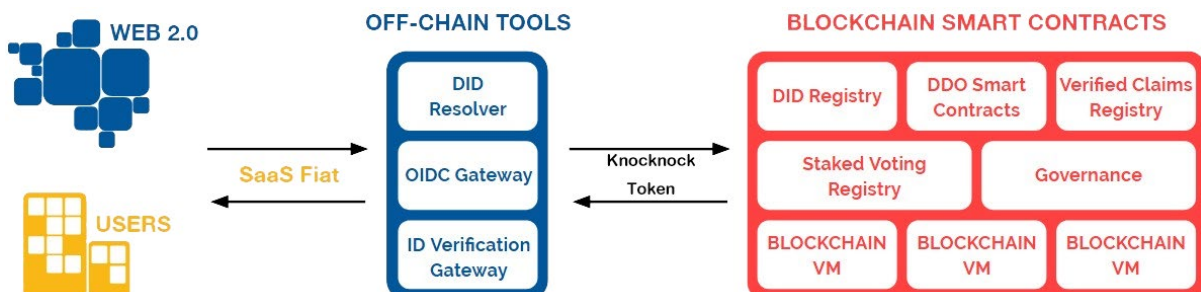 WEB 2.0
USERS
SaaS Fiat
OFF-CHAIN TOOLS
DID
Resolver
OIDC Gateway
ID Verification
Gateway
Knocknock
Token
BLOCKCHAIN SMART CONTRACTS
DID Registry
DDO Smart
Contracts
Verified Claims
Registry
Staked Voting
Registry
Governance
BLOCKCHAIN
VM
BLOCKCHAIN
VM
BLOCKCHAIN
VM